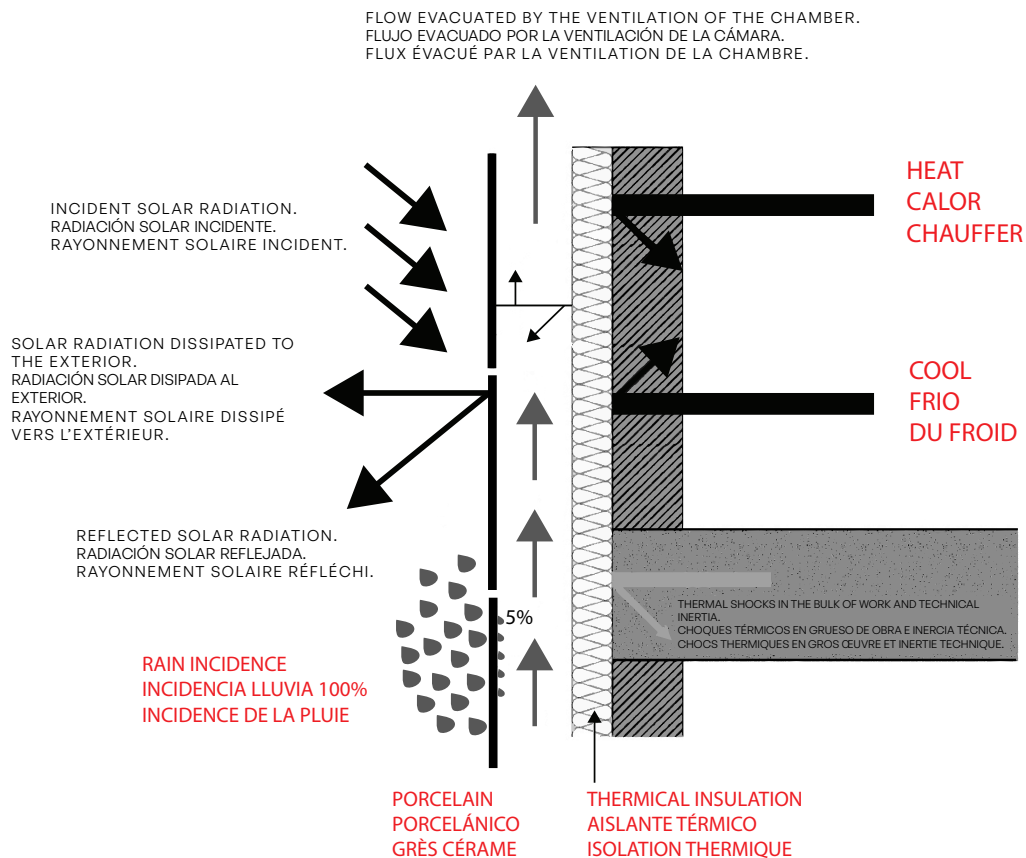 FLOW EVACUATED BY THE VENTILATION OF THE CHAMBER.
FLUJO EVACUADO POR LA VENTILACIÓN DE LA CÁMARA.
FLUX ÉVACUÉ PAR LA VENTILATION DE LA CHAMBRE.
HEAT
CALOR
CHAUFFER
INCIDENT SOLAR RADIATION.
RADIACIÓN SOLAR INCIDENTE.
RAYONNEMENT SOLAIRE INCIDENT.
SOLAR RADIATION DISSIPATED TO
THE EXTERIOR.
RADIACIÓN SOLAR DISIPADA AL
EXTERIOR.
RAYONNEMENT SOLAIRE DISSIPÉ
VERS L'EXTÉRIEUR.
COOL
FRIO
DU FROID
REFLECTED SOLAR RADIATION.
RADIACIÓN SOLAR REFLEJADA.
RAYONNEMENT SOLAIRE RÉFLÉCHI.
5%
THERMAL SHOCKS IN THE BULK OF WORK AND TECHNICAL
INERTIA.
CHOQUES TÉRMICOS EN GRUESO DE OBRA E INERCIA TÉCNICA.
CHOCS THERMIQUES EN GROS ŒUVRE ET INERTIE TECHNIQUE.
RAIN INCIDENCE
INCIDENCIA LLUVIA 100%
INCIDENCE DE LA PLUIE
PORCELAIN
PORCELÁNICO
GRÈS CÉRAME
THERMICAL INSULATION
AISLANTE TÉRMICO
ISOLATION THERMIQUE